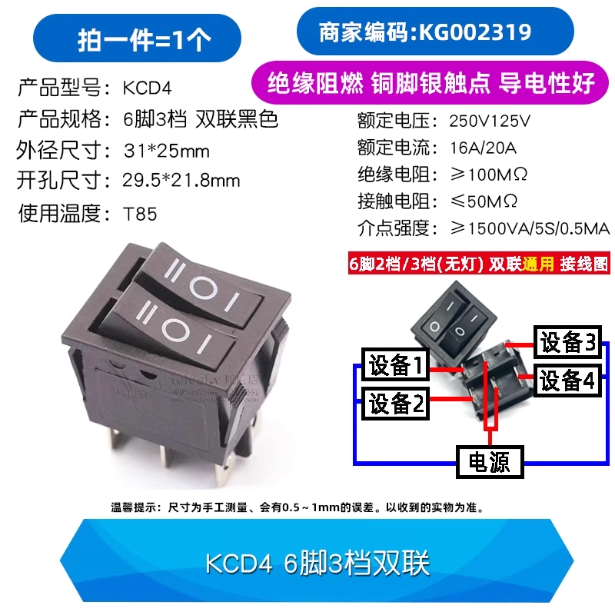 拍一件=1个
商家编码:KG002319
绝缘阻燃 铜脚银触点 导电性好
产品型号: KCD4
产品规格: 6脚3档 双联黑色
外径尺寸: 31*25mm
开孔尺寸: 29.5*21.8mm
使用温度: T85
额定电压: 250V125V
额定电流: 16A/20A
绝缘电阻: ≥100MΩ
接触电阻: ≤50MΩ
介点强度: ≥1500VA/5S/0.5MA
6脚2档/3档(无灯) 双联通用 接线图
设备1
设备2
设备3
设备4
电源
温馨提示: 尺寸为手工测量、会有0.5~1mm的误差。以收到的实物为准。
KCD4 6脚3档双联